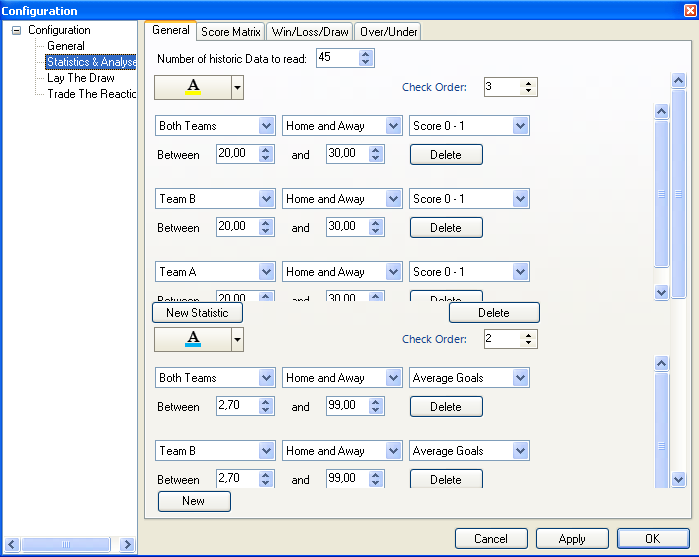 Configuration
Configuration
General
Statistics & Analyse
Lay The Draw
Trade The Reactio
General Score Matrix Win/Loss/Draw Over/Under
Number of historic Data to read: 45
A Check Order: 3
Both Teams Home and Away Score 0 - 1
Between 20,00 and 30,00 Delete
Team B Home and Away Score 0 - 1
Between 20,00 and 30,00 Delete
Team A Home and Away Score 0 - 1
Between 20,00 and 30,00 Delete
New Statistic Delete
A Check Order: 2
Both Teams Home and Away Average Goals
Between 2,70 and 99,00 Delete
Team B Home and Away Average Goals
Between 2,70 and 99,00 Delete
New
Cancel Apply OK